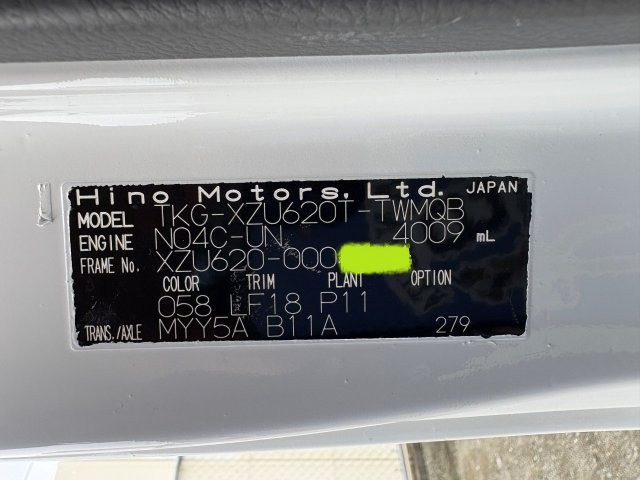 Hino Motors, Ltd. JAPAN
MODEL TKG-XZU620T-TWMQB
ENGINE N04C-UN 4009 mL
FRAME No. XZU620-000
COLOR TRIM PLANT OPTION
058 F18 P11
TRANS./AXLE MYY5A B11A 279